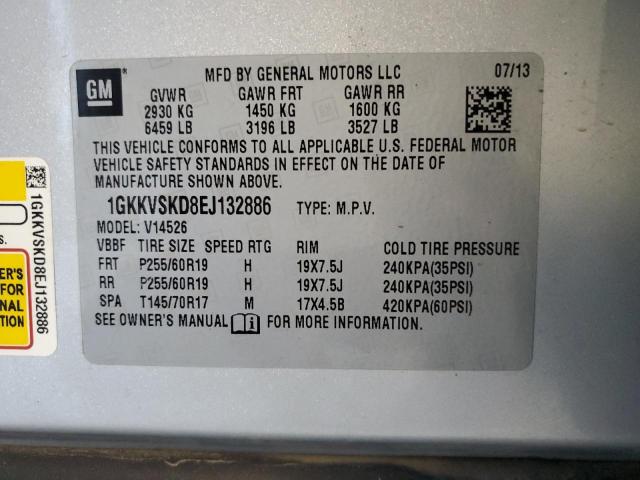 GM
MFD BY GENERAL MOTORS LLC 07/13
GVWR GAWR FRT GAWR RR
2930 KG 1450 KG 1600 KG
6459 LB 3196 LB 3527 LB
THIS VEHICLE CONFORMS TO ALL APPLICABLE U.S. FEDERAL MOTOR
VEHICLE SAFETY STANDARDS IN EFFECT ON THE DATE OF
MANUFACTURE SHOWN ABOVE.
1GKKVSKD8EJ132886 TYPE: M.P.V.
MODEL: V14526
VBBF TIRE SIZE SPEED RTG RIM COLD TIRE PRESSURE
FRT P255/60R19 H 19X7.5J 240KPA(35PSI)
RR P255/60R19 H 19X7.5J 240KPA(35PSI)
SPA T145/70R17 M 17X4.5B 420KPA(60PSI)
SEE OWNER'S MANUAL FOR MORE INFORMATION.
1GKKVSKD8EJ132886
S.
ER'S
FOR
NAL
ION